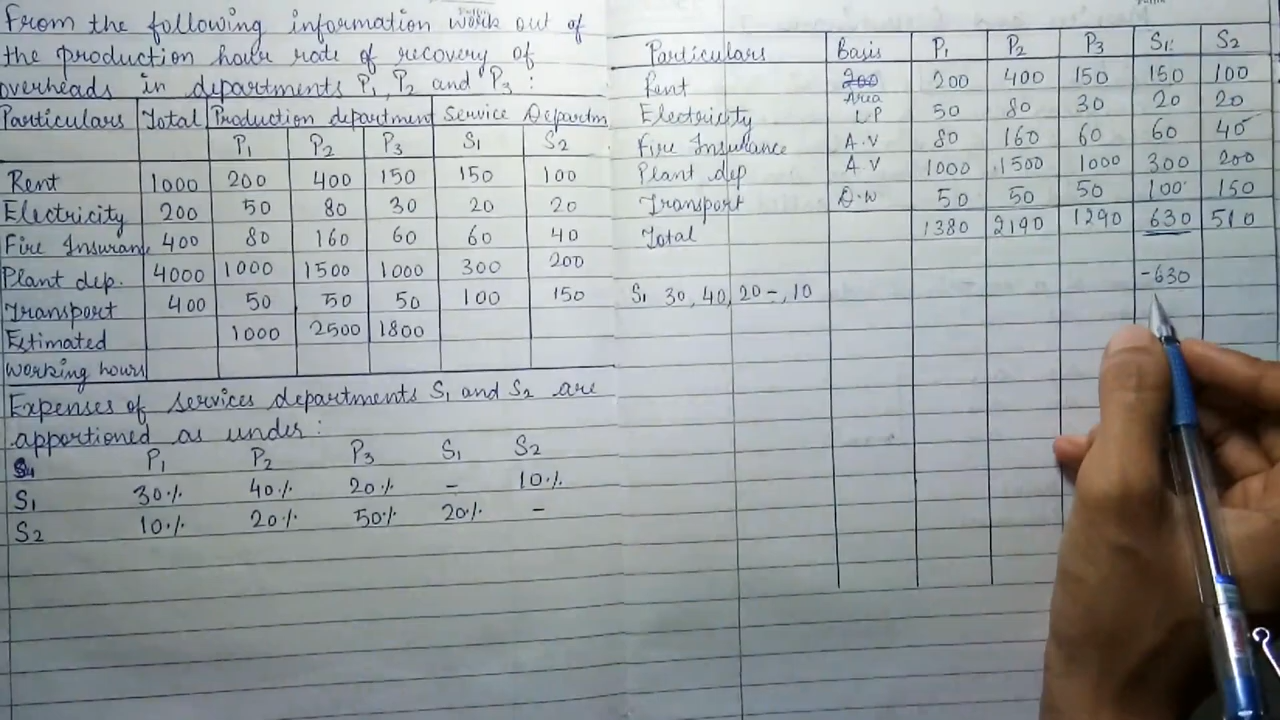 From the following information work out of
the production hour rate of recovery of
overheads in departments P1, P2 and P3 :
Particulars Total Production department Service Departm
P1 P2 P3 S1 S2
Rent 1000 200 400 150 150 100
Electricity 200 50 80 30 20 20
Fire Insuran 400 80 160 60 60 40
Plant dep. 4000 1000 1500 1000 300 200
Transport 400 50 50 50 100 150
Estimated 1000 2500 1800
working hours
Expenses of services departments S1 and S2 are
apportioned as under :
P1 P2 P3 S1 S2
S1 30% 40% 20% - 10%
S2 10% 20% 50% 20% -
Particulars Basis P1 P2 P3 S1 S2
Rent Area 200 400 150 150 100
Electricity L.P 50 80 30 20 20
Fire Insurance A.V 80 160 60 60 40
Plant dep A.V 1000 1500 1000 300 200
Transport D.W 50 50 50 100 150
Total 1380 2190 1290 630 510
S1 30, 40, 20 -, 10 -630